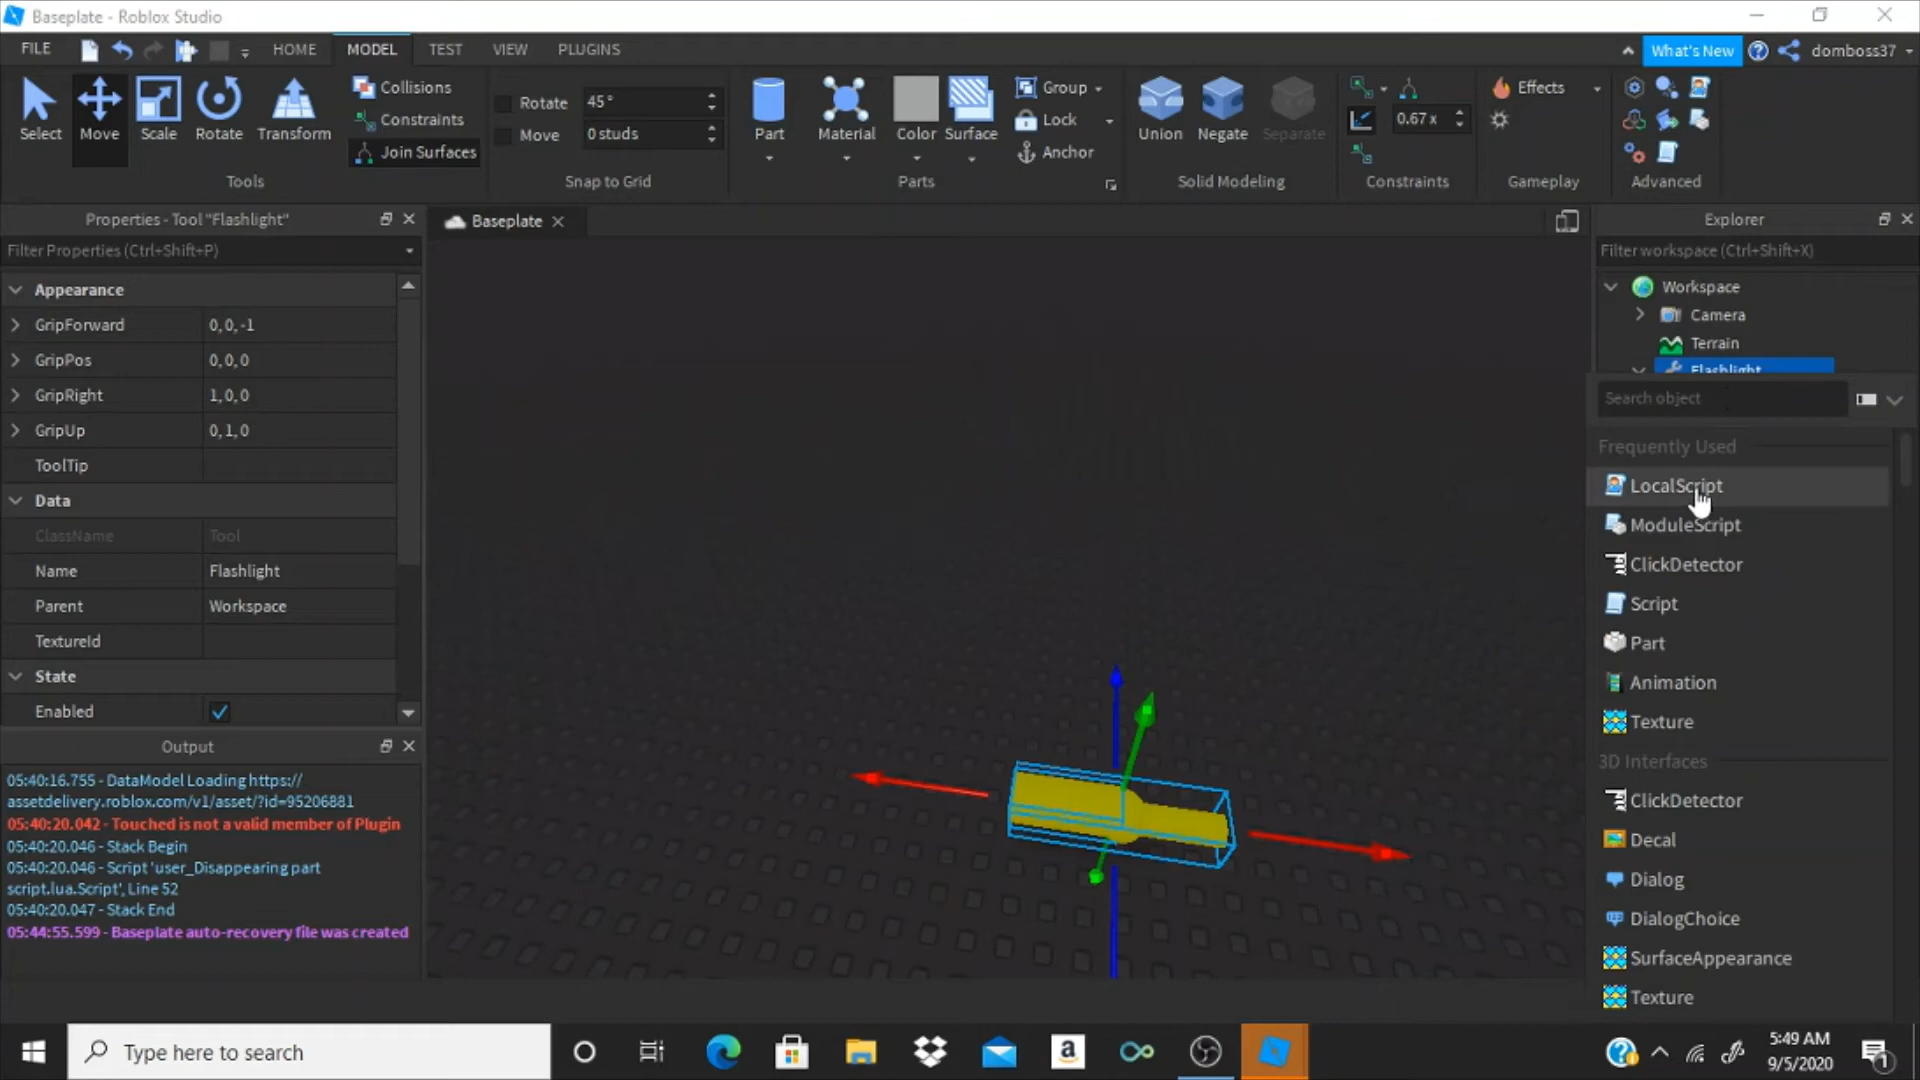 Baseplate - Roblox Studio
FILE HOME MODEL TEST VIEW PLUGINS What's New domboss37
Select Move Scale Rotate Transform
Collisions
Constraints
Join Surfaces
Tools
Rotate 45°
Move 0 studs
Snap to Grid
Part Material Color Surface
Group
Lock
Anchor
Parts
Union Negate Separate
Solid Modeling
0.67 x
Constraints
Effects
Gameplay
Advanced
Properties - Tool "Flashlight"
Filter Properties (Ctrl+Shift+P)
Appearance
GripForward 0, 0, -1
GripPos 0, 0, 0
GripRight 1, 0, 0
GripUp 0, 1, 0
ToolTip
Data
ClassName Tool
Name Flashlight
Parent Workspace
TextureId
State
Enabled
Output
05:40:16.755 - DataModel Loading https://
assetdelivery.roblox.com/v1/asset/?id=95206881
05:40:20.042 - Touched is not a valid member of Plugin
05:40:20.046 - Stack Begin
05:40:20.046 - Script 'user_Disappearing part
script.lua.Script', Line 52
05:40:20.047 - Stack End
05:44:55.599 - Baseplate auto-recovery file was created
Baseplate
Explorer
Filter workspace (Ctrl+Shift+X)
Workspace
Camera
Terrain
Flashlight
Search object
Frequently Used
LocalScript
ModuleScript
ClickDetector
Script
Part
Animation
Texture
3D Interfaces
ClickDetector
Decal
Dialog
DialogChoice
SurfaceAppearance
Texture
Type here to search
a
5:49 AM
9/5/2020
1